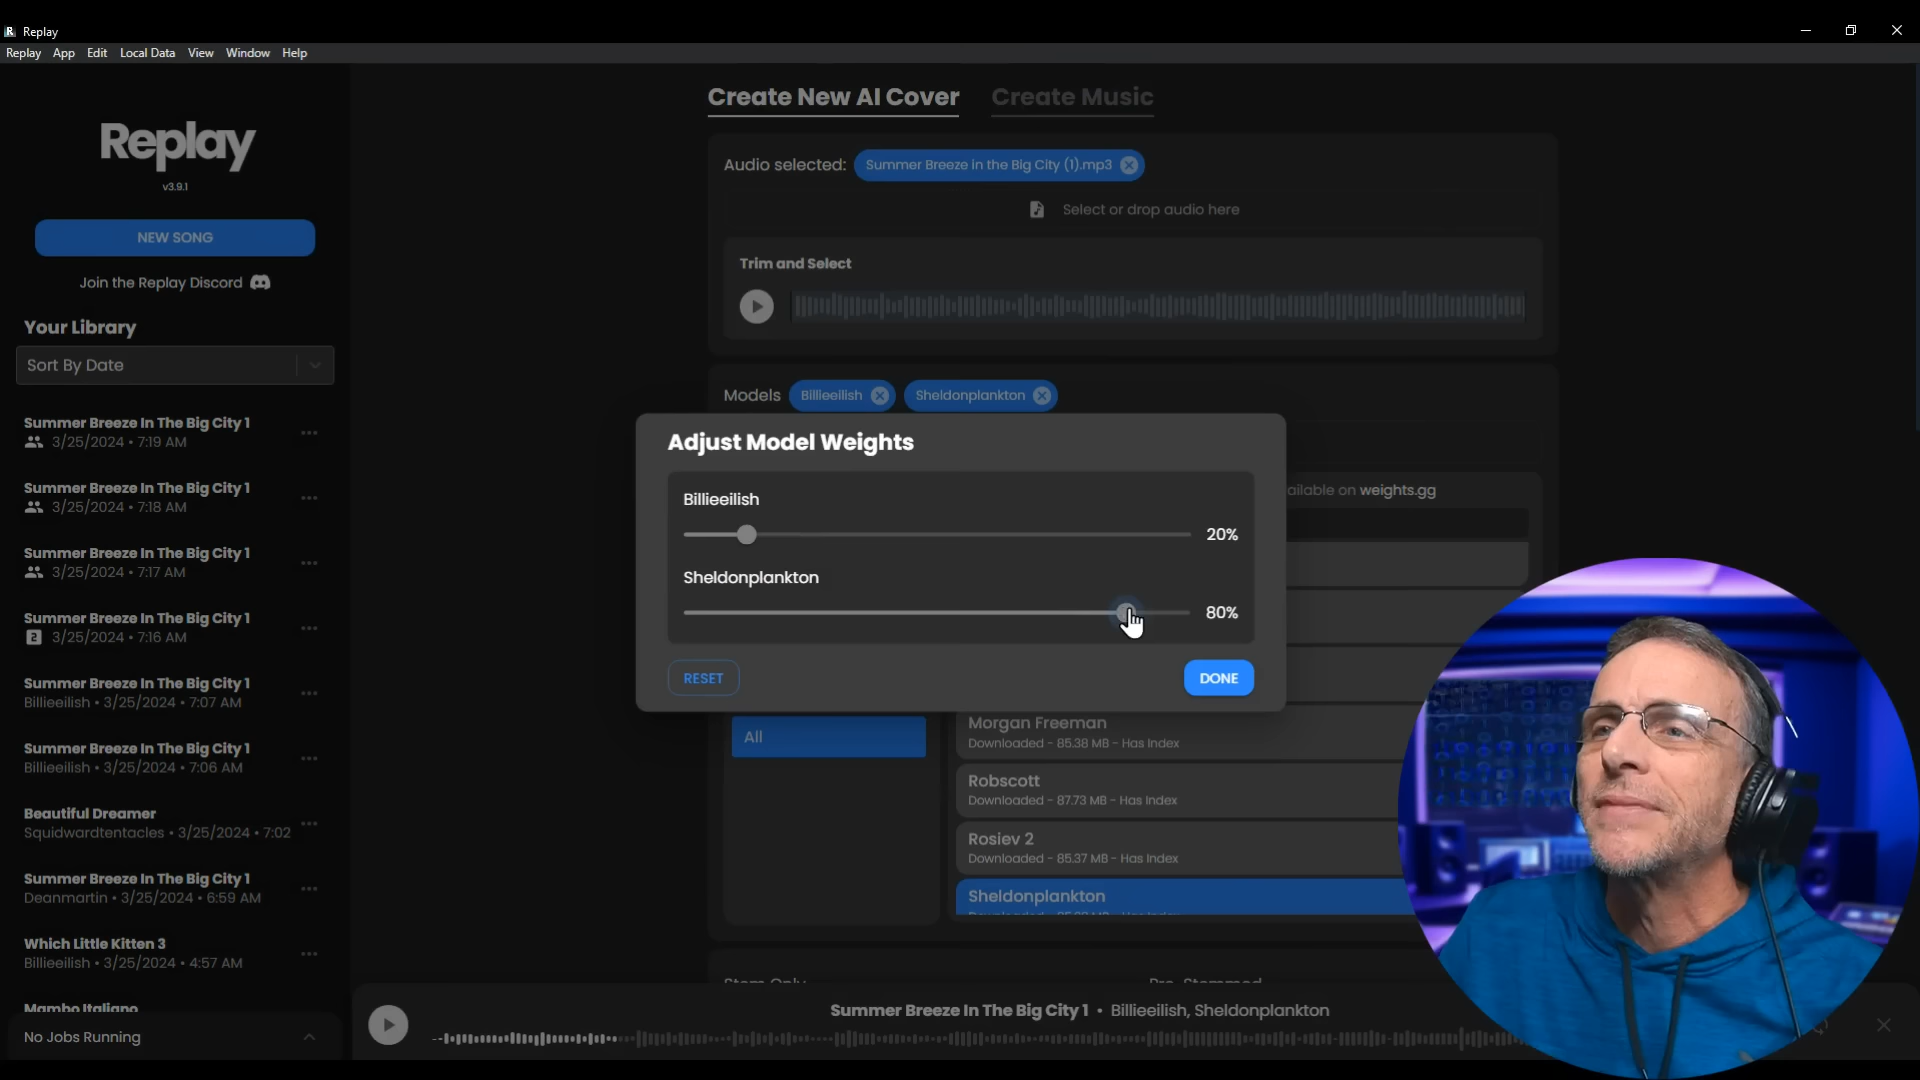 Replay
Replay App Edit Local Data View Window Help
Replay
v3.9.1
NEW SONG
Join the Replay Discord
Your Library
Sort By Date
Summer Breeze In The Big City 1
3/25/2024 • 7:19 AM
Summer Breeze In The Big City 1
3/25/2024 • 7:18 AM
Summer Breeze In The Big City 1
3/25/2024 • 7:17 AM
Summer Breeze In The Big City 1
2 3/25/2024 • 7:16 AM
Summer Breeze In The Big City 1
Billieeilish • 3/25/2024 • 7:07 AM
Summer Breeze In The Big City 1
Billieeilish • 3/25/2024 • 7:06 AM
Beautiful Dreamer
Squidwardtentacles • 3/25/2024 • 7:02
Summer Breeze In The Big City 1
Deanmartin • 3/25/2024 • 6:59 AM
Which Little Kitten 3
Billieeilish • 3/25/2024 • 4:57 AM
Mambo Italiano
No Jobs Running
Create New AI Cover Create Music
Audio selected: Summer Breeze in the Big City (1).mp3
Select or drop audio here
Trim and Select
Models Billieeilish Sheldonplankton
Adjust Model Weights
Billieeilish
20%
Sheldonplankton
80%
RESET DONE
ailable on weights.gg
All
Morgan Freeman
Downloaded - 85.38 MB - Has Index
Robscott
Downloaded - 87.73 MB - Has Index
Rosiev 2
Downloaded - 85.37 MB - Has Index
Sheldonplankton
Stem Only Pre-Stemmed
Summer Breeze In The Big City 1 • Billieeilish, Sheldonplankton